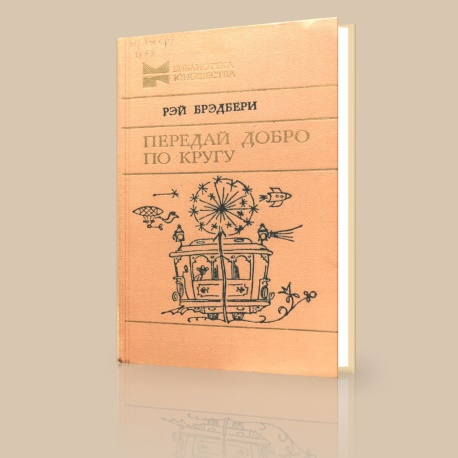 БИБЛИОТЕКА
ЮНОШЕСТВА
РЭЙ БРЭДБЕРИ
ПЕРЕДАЙ ДОБРО
ПО КРУГУ